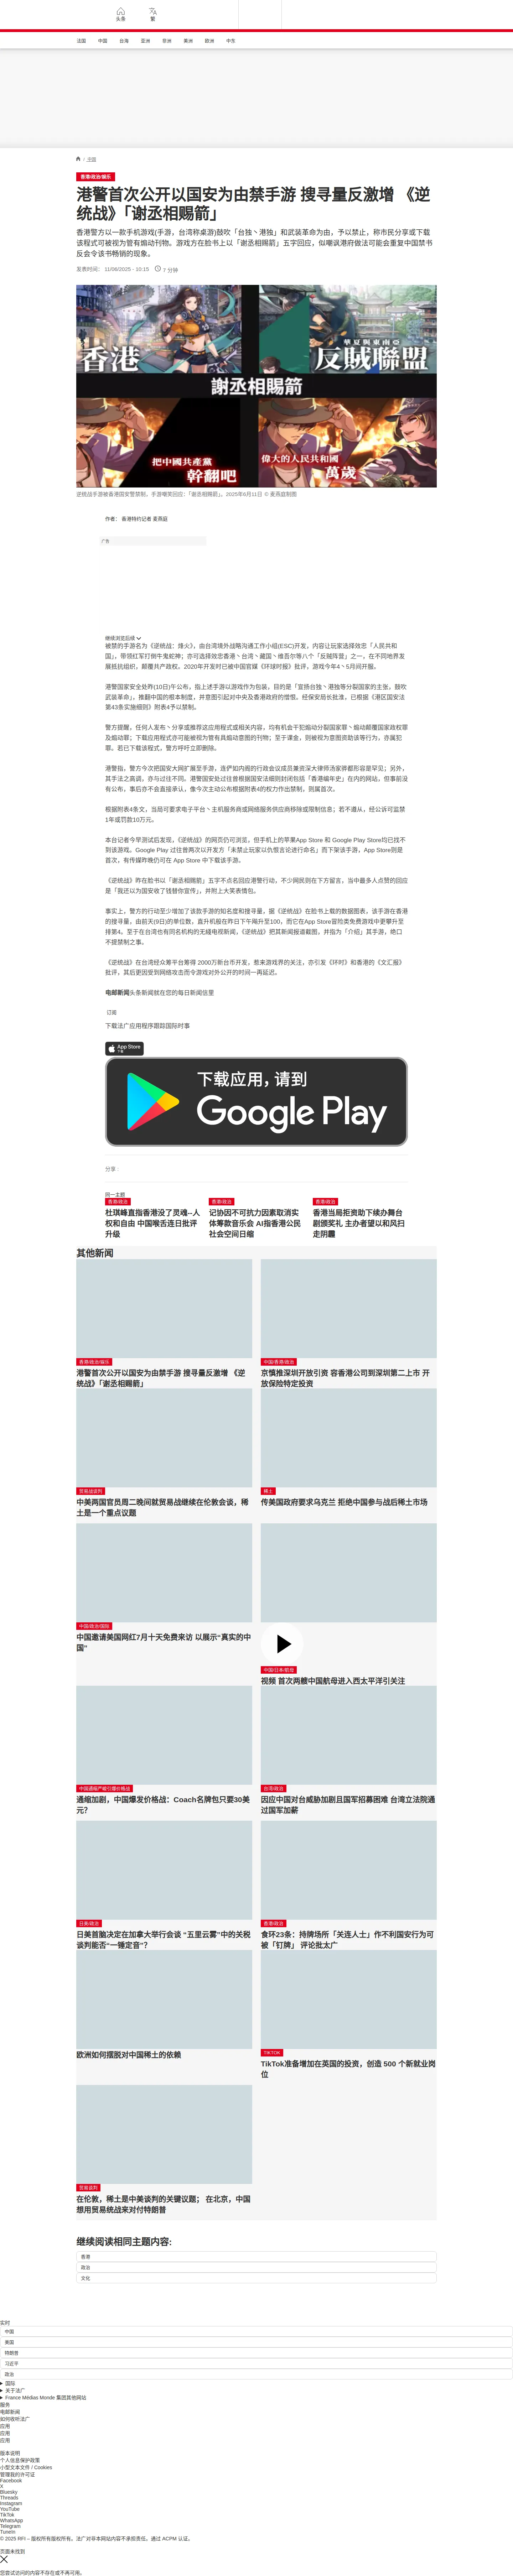 头条
繁
法国
中国
台海
亚洲
非洲
美洲
欧洲
中东
/ 中国
香港/政治/娱乐
港警首次公开以国安为由禁手游 搜寻量反激增 《逆统战》「谢丞相赐箭」
香港警方以一款手机游戏(手游，台湾称桌游)鼓吹「台独丶港独」和武装革命为由，予以禁止，称市民分享或下载该程式可被视为管有煽动刊物。游戏方在脸书上以「谢丞相赐箭」五字回应，似嘲讽港府做法可能会重复中国禁书反会令该书畅销的现象。
发表时间： 11/06/2025 - 10:15
7 分钟
香港
華夏與東南亞
反賊聯盟
謝丞相賜箭
把中國共產黨
幹翻吧
偉大的人民共和國
萬歲
逆统战手游被香港国安警禁制，手游嘲笑回应:「谢丞相赐箭」。2025年6月11日 © 麦燕庭制图
作者： 香港特约记者 麦燕庭
广告
继续浏览后续
被禁的手游名为《逆统战：烽火》，由台湾境外战略沟通工作小组(ESC)开发，内容让玩家选择效忠「人民共和国」，带领红军打倒牛鬼蛇神；亦可选择效忠香港丶台湾丶藏国丶维吾尔等八个「反贼阵营」之一，在不同地界发展抵抗组织，颠覆共产政权。2020年开发时已被中国官媒《环球时报》批评，游戏今年4丶5月间开服。
港警国家安全处昨(10日)午公布，指上述手游以游戏作为包装，目的是「宣扬台独丶港独等分裂国家的主张，鼓吹武装革命」，推翻中国的根本制度，并意图引起对中央及香港政府的憎恨。经保安局长批准，已根据《港区国安法第43条实施细则》附表4予以禁制。
警方提醒，任何人发布丶分享或推荐这应用程式或相关内容，均有机会干犯煽动分裂国家罪丶煽动颠覆国家政权罪及煽动罪；下载应用程式亦可能被视为管有具煽动意图的刊物；至于课金，则被视为意图资助该等行为，亦属犯罪。若已下载该程式，警方呼吁立即删除。
港警指，警方今次把国安大网扩展至手游，连俨如内阁的行政会议成员兼资深大律师汤家骅都形容是罕见；另外，其手法之高调，亦与过往不同。港警国安处过往曾根据国安法细则封闭包括「香港编年史」在内的网站，但事前没有公布，事后亦不会直接承认，像今次主动公布根据附表4的权力作出禁制，则属首次。
根据附表4条文，当局可要求电子平台丶主机服务商或网络服务供应商移除或限制信息；若不遵从，经公诉可监禁1年或罚款10万元。
本台记者今早测试后发现，《逆统战》的网页仍可浏览，但手机上的苹果App Store 和 Google Play Store均已找不到该游戏。Google Play 过往曾两次以开发方「未禁止玩家以仇恨言论进行命名」而下架该手游，App Store则是首次，有传媒昨晚仍可在 App Store 中下载该手游。
《逆统战》昨在脸书以「谢丞相赐箭」五字不点名回应港警行动，不少网民则在下方留言，当中最多人点赞的回应是「我还以为国安收了钱替你宣传」，并附上大笑表情包。
事实上，警方的行动至少增加了该款手游的知名度和搜寻量，据《逆统战》在脸书上载的数据图表，该手游在香港的搜寻量，由前天(9日)的单位数，直升机般在昨日下午飚升至100，而它在App Store冒险类免费游戏中更攀升至排第4。至于在台湾也有同名机构的无綫电视新闻，《逆统战》把其新闻报道截图，并指为「介绍」其手游，绝口不提禁制之事。
《逆统战》在台湾经众筹平台筹得 2000万新台币开发，惹来游戏界的关注，亦引发《环时》和香港的《文汇报》批评，其后更因受到网络攻击而令游戏对外公开的时间一再延迟。
电邮新闻头条新闻就在您的每日新闻信里
订阅
下载法广应用程序跟踪国际时事
App Store
下载
下载应用，请到
Google Play
分享 :
同一主题
香港/政治
杜琪峰直指香港没了灵魂--人权和自由 中国喉舌连日批评升级
香港/政治
记协因不可抗力因素取消实体筹款音乐会 AI指香港公民社会空间日缩
香港/政治
香港当局拒资助下续办舞台剧颁奖礼 主办者望以和风扫走阴霾
其他新闻
香港/政治/娱乐
港警首次公开以国安为由禁手游 搜寻量反激增 《逆统战》「谢丞相赐箭」
中国/香港/政治
京慎推深圳开放引资 容香港公司到深圳第二上市 开放保险特定投资
贸易战谈判
中美两国官员周二晚间就贸易战继续在伦敦会谈，稀土是一个重点议题
稀土
传美国政府要求乌克兰 拒绝中国参与战后稀土市场
中国/政治/国际
中国邀请美国网红7月十天免费来访 以展示“真实的中国”
中国/日本/航母
视频 首次两艘中国航母进入西太平洋引关注
中国通缩产能引爆价格战
通缩加剧，中国爆发价格战：Coach名牌包只要30美元？
台湾/政治
因应中国对台威胁加剧且国军招募困难 台湾立法院通过国军加薪
日美/政治
日美首脑决定在加拿大举行会谈 “五里云雾”中的关税谈判能否“一锤定音”？
香港/政治
食环23条：持牌场所「关连人士」作不利国安行为可被「钉牌」 评论批太广
欧洲如何摆脱对中国稀土的依赖
TIKTOK
TikTok准备增加在英国的投资，创造 500 个新就业岗位
贸易谈判
在伦敦，稀土是中美谈判的关键议题； 在北京，中国想用贸易统战来对付特朗普
继续阅读相同主题内容:
香港
政治
文化
实时
中国
美国
特朗普
习近平
政治
国际
关于法广
France Médias Monde 集团其他网站
服务
电邮新闻
如何收听法广
应用
应用
应用
版本说明
个人信息保护政策
小型文本文件 / Cookies
管理我的许可证
Facebook
X
Bluesky
Threads
Instagram
YouTube
TikTok
WhatsApp
Telegram
TuneIn
© 2025 RFI – 版权所有版权所有。法广对非本网站内容不承担责任。通过 ACPM 认证。
页面未找到
您尝试访问的内容不存在或不再可用。